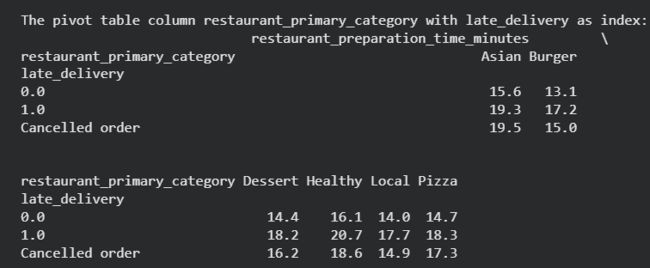 The pivot table column restaurant_primary_category with late_delivery as index:
restaurant_preparation_time_minutes \
restaurant_primary_category Asian Burger
late_delivery
0.0 15.6 13.1
1.0 19.3 17.2
Cancelled order 19.5 15.0
restaurant_primary_category Dessert Healthy Local Pizza
late_delivery
0.0 14.4 16.1 14.0 14.7
1.0 18.2 20.7 17.7 18.3
Cancelled order 16.2 18.6 14.9 17.3